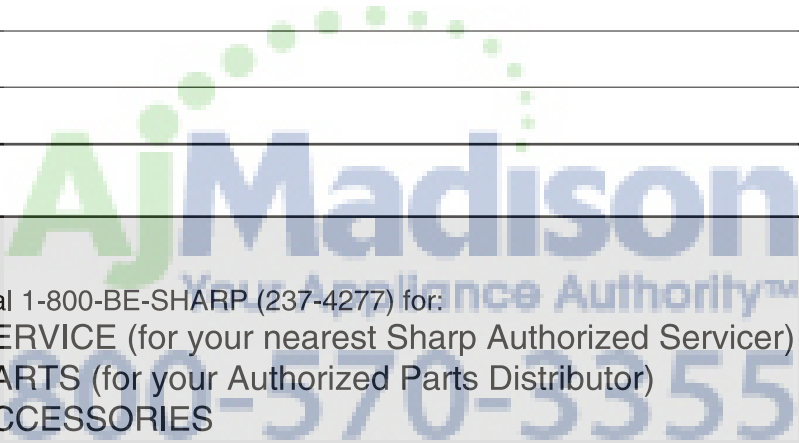 AjMadison
Your Appliance Authority™
al 1-800-BE-SHARP (237-4277) for:
ERVICE (for your nearest Sharp Authorized Servicer)
ARTS (for your Authorized Parts Distributor)
CCESSORIES
800-570-3355